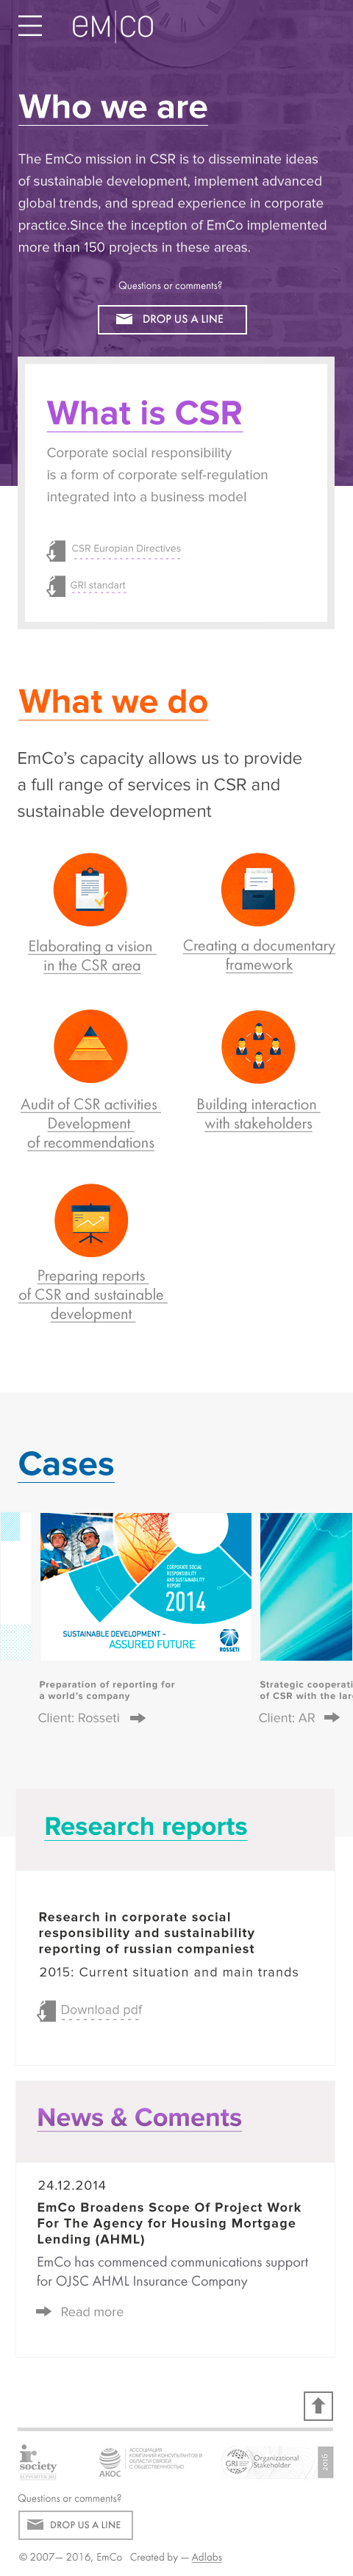 em|co
Who we are
The EmCo mission in CSR is to disseminate ideas
of sustainable development, implement advanced
global trends, and spread experience in corporate
practice.Since the inception of EmCo implemented
more than 150 projects in these areas.
Questions or comments?
DROP US A LINE
What is CSR
Corporate social responsibility
is a form of corporate self-regulation
integrated into a business model
CSR Europian Directives
GRI standart
What we do
EmCo's capacity allows us to provide
a full range of services in CSR and
sustainable development
Elaborating a vision
in the CSR area
Creating a documentary
framework
Audit of CSR activities
Development
of recommendations
Building interaction
with stakeholders
Preparing reports
of CSR and sustainable
development
Cases
CORPORATE SOCIAL
RESPONSIBILITY
AND SUSTAINABILITY
REPORT
2014
SUSTAINABLE DEVELOPMENT –
ASSURED FUTURE
ROSSETI
Preparation of reporting for
a world's company
Client: Rosseti
Strategic cooperati
of CSR with the lar
Client: AR
Research reports
Research in corporate social
responsibility and sustainability
reporting of russian companiest
2015: Current situation and main trands
Download pdf
News & Coments
24.12.2014
EmCo Broadens Scope Of Project Work
For The Agency for Housing Mortgage
Lending (AHML)
EmCo has commenced communications support
for OJSC AHML Insurance Company
Read more
ir
society
АКОС
АССОЦИАЦИЯ
КОМПАНИЙ-КОНСУЛЬТАНТОВ В
ОБЛАСТИ СВЯЗЕЙ
С ОБЩЕСТВЕННОСТЬЮ
GRI
Organizational
Stakeholder
2016
Questions or comments?
DROP US A LINE
© 2007— 2016, EmCo Created by — Adlabs